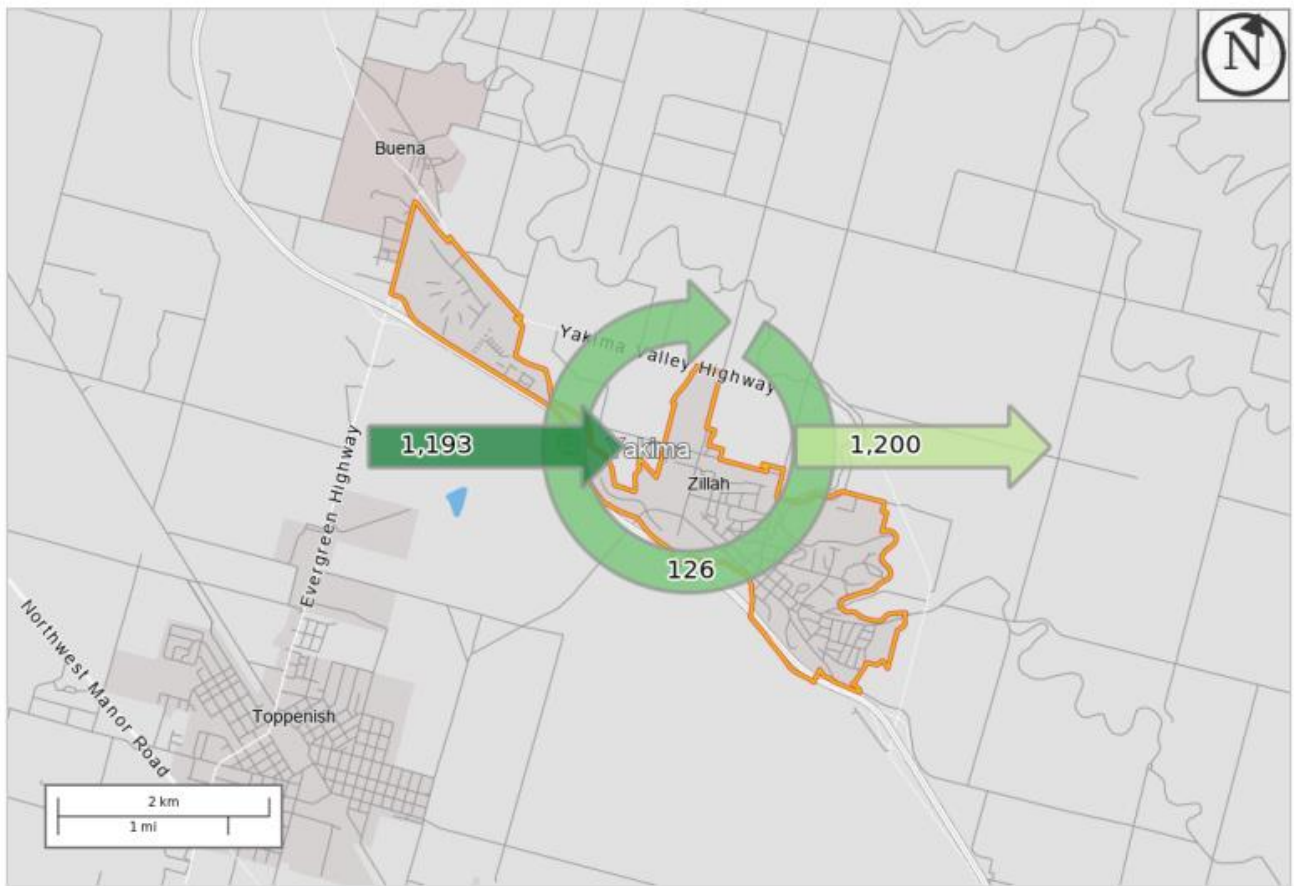 N
Buena
Yakima Valley Highway
1,193
Yakima
1,200
Zillah
Evergreen Highway
126
Northwest Manor Road
Toppenish
2 km
1 mi